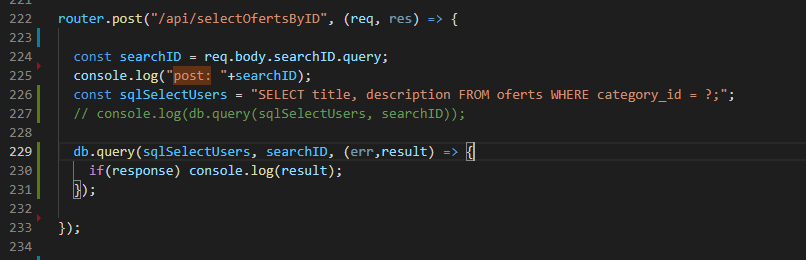 222 router.post("/api/selectOfertsByID", (req, res) => {
223
224 const searchID = req.body.searchID.query;
225 console.log("post: "+searchID);
226 const sqlSelectUsers = "SELECT title, description FROM oferts WHERE category_id = ?;";
227 // console.log(db.query(sqlSelectUsers, searchID));
228
229 db.query(sqlSelectUsers, searchID, (err,result) => {
230 if(response) console.log(result);
231 });
232
233 });
234